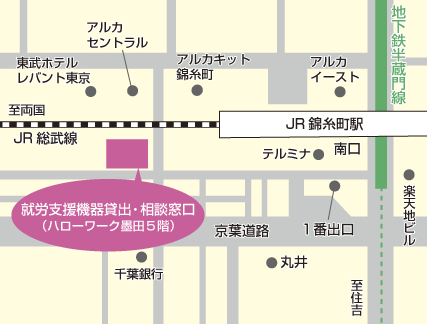 アルカ
セントラル
東武ホテル
レバント東京
アルカキット
錦糸町
アルカ
イースト
地下鉄半蔵門線
至両国
JR 総武線
JR 錦糸町駅
テルミナ
南口
就労支援機器貸出・相談窓口
（ハローワーク墨田５階）
京葉道路
１番出口
楽天地ビル
千葉銀行
丸井
至住吉